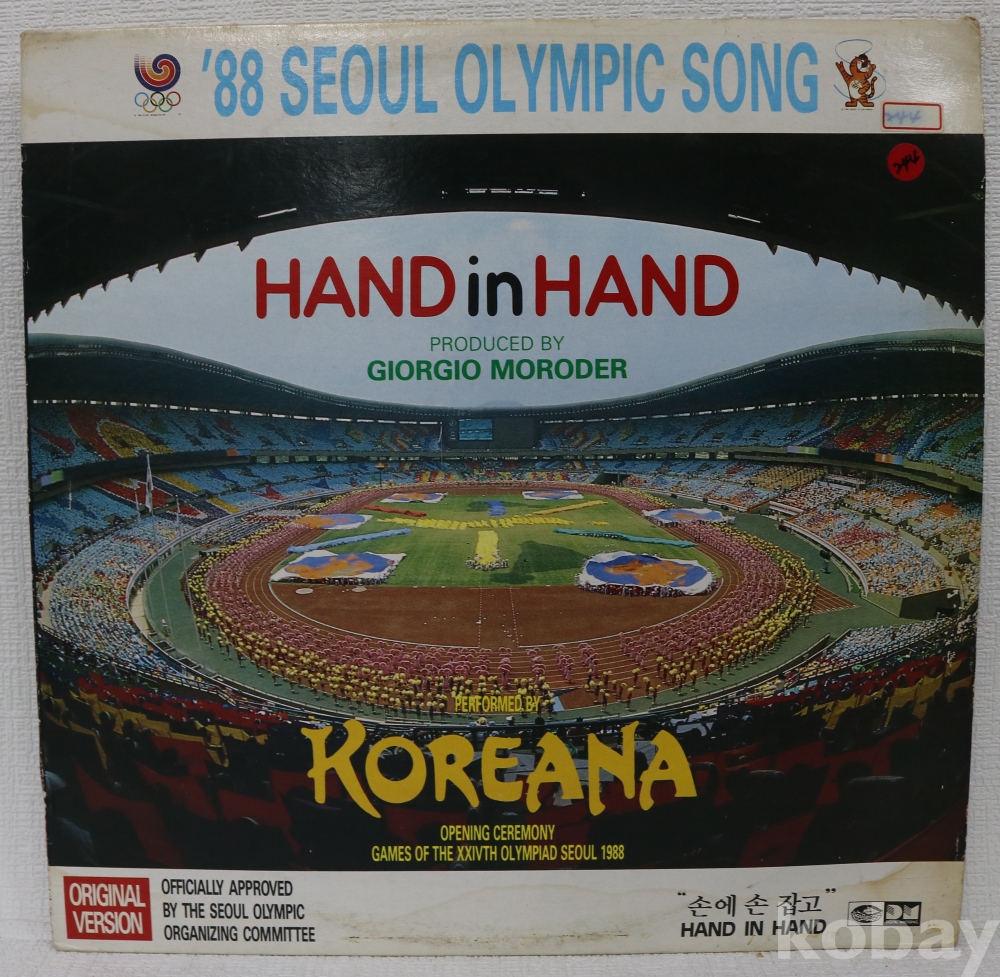 '88 SEOUL OLYMPIC SONG
244
244
HAND in HAND
PRODUCED BY
GIORGIO MORODER
PERFORMED BY
KOREANA
OPENING CEREMONY
GAMES OF THE XXIVTH OLYMPIAD SEOUL 1988
ORIGINAL
VERSION
OFFICIALLY APPROVED
BY THE SEOUL OLYMPIC
ORGANIZING COMMITTEE
“손에 손 잡고”
HAND IN HAND
kobay